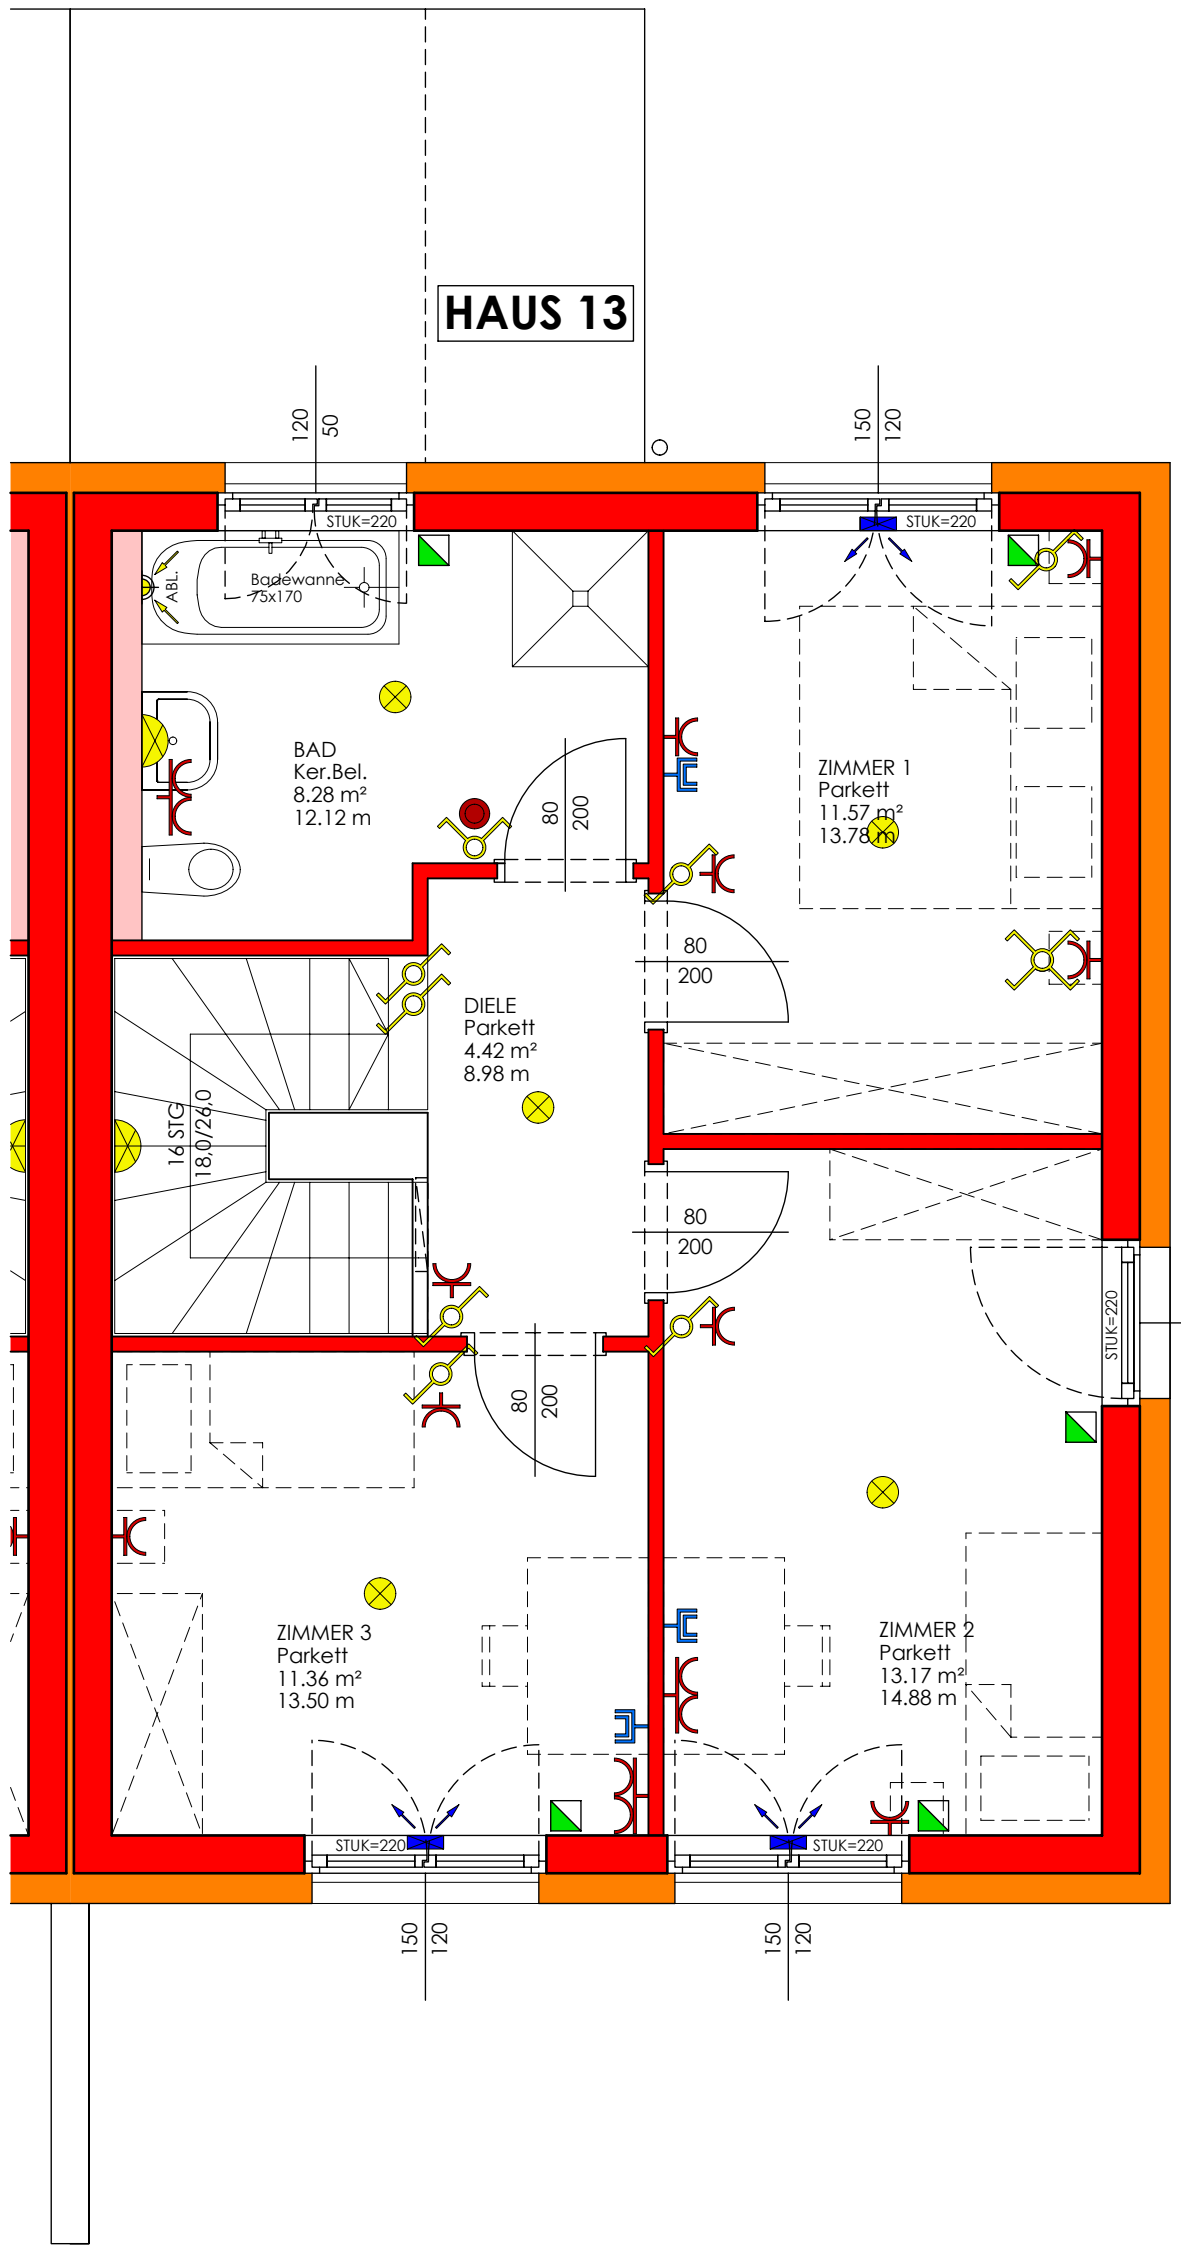 HAUS 13
120
50
150
120
STUK=220
STUK=220
ABL.
Badewanne
75x170
BAD
Ker.Bel.
8.28 m²
12.12 m
80
200
ZIMMER 1
Parkett
11.57 m²
13.78 m
80
200
DIELE
Parkett
4.42 m²
8.98 m
16 STG
18,0/26,0
80
200
STUK=220
80
200
ZIMMER 3
Parkett
11.36 m²
13.50 m
ZIMMER 2
Parkett
13.17 m²
14.88 m
STUK=220
STUK=220
150
120
150
120